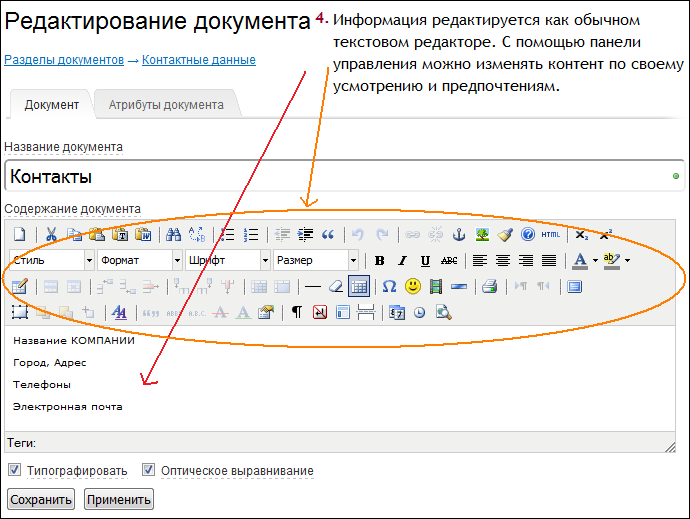 Редактирование документа
4. Информация редактируется как обычном
текстовом редакторе. С помощью панели
управления можно изменять контент по своему
усмотрению и предпочтениям.
Разделы документов → Контактные данные
Документ Атрибуты документа
Название документа
Контакты
Содержание документа
HTML
Стиль Формат Шрифт Размер
B I U ABC
Название КОМПАНИИ
Город, Адрес
Телефоны
Электронная почта
Теги:
Типографировать Оптическое выравнивание
Сохранить Применить